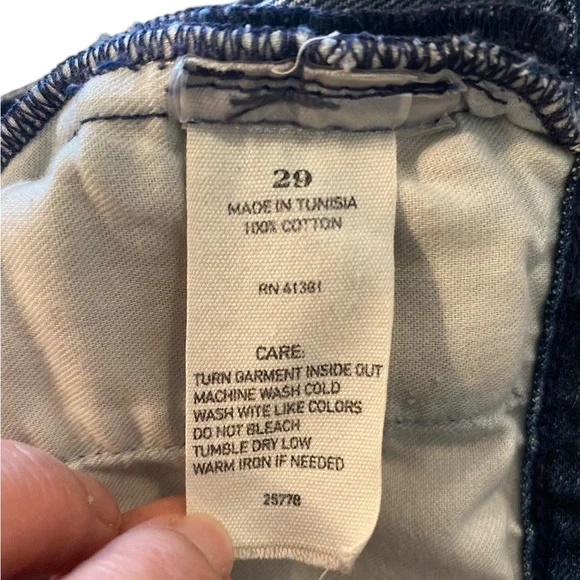 29
MADE IN TUNISIA
100% COTTON
RN 41381
CARE:
TURN GARMENT INSIDE OUT
MACHINE WASH COLD
WASH WITE LIKE COLORS
DO NOT BLEACH
TUMBLE DRY LOW
WARM IRON IF NEEDED
25778